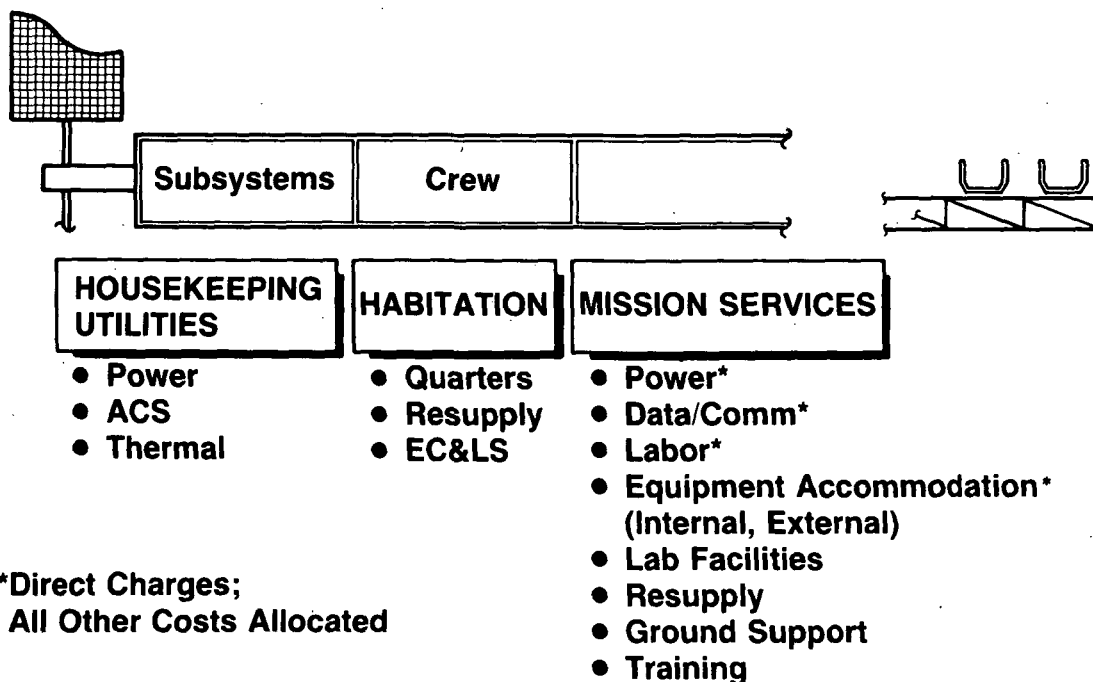 Subsystems
Crew
HOUSEKEEPING
UTILITIES
● Power
● ACS
● Thermal
HABITATION
● Quarters
● Resupply
● EC&LS
MISSION SERVICES
● Power*
● Data/Comm*
● Labor*
● Equipment Accommodation*
(Internal, External)
● Lab Facilities
● Resupply
● Ground Support
● Training
*Direct Charges;
All Other Costs Allocated